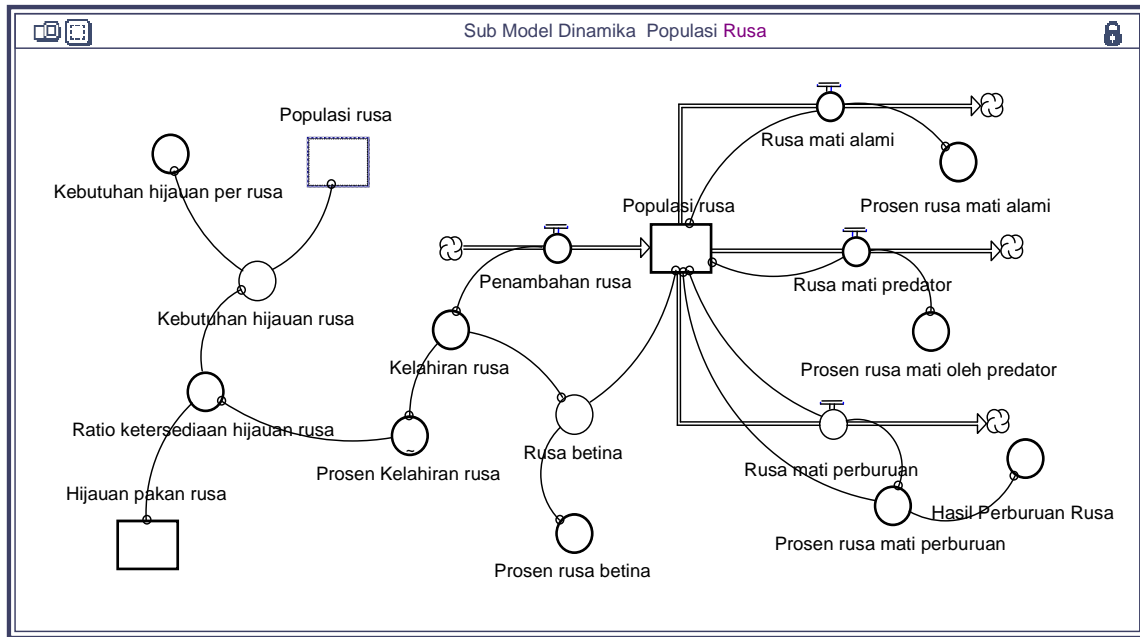 Sub Model Dinamika Populasi Rusa
Populasi rusa
Rusa mati alami
Kebutuhan hijauan per rusa
Populasi rusa
Prosen rusa mati alami
Penambahan rusa
Rusa mati predator
Kebutuhan hijauan rusa
Kelahiran rusa
Prosen rusa mati oleh predator
Ratio ketersediaan hijauan rusa
~
Rusa betina
Prosen Kelahiran rusa
Rusa mati perburuan
Hijauan pakan rusa
Hasil Perburuan Rusa
Prosen rusa mati perburuan
Prosen rusa betina